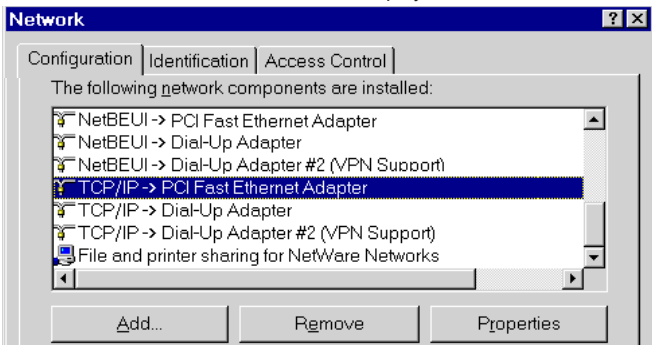 Network
Configuration Identification Access Control
The following network components are installed:
NetBEUI -> PCI Fast Ethernet Adapter
NetBEUI -> Dial-Up Adapter
NetBEUI -> Dial-Up Adapter #2 (VPN Support)
TCP/IP -> PCI Fast Ethernet Adapter
TCP/IP -> Dial-Up Adapter
TCP/IP -> Dial-Up Adapter #2 (VPN Support)
File and printer sharing for NetWare Networks
Add... Remove Properties